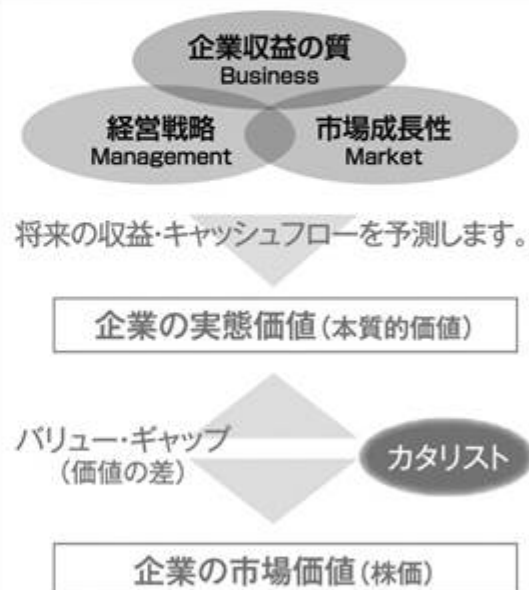 企業収益の質
Business
経営戦略
Management
市場成長性
Market
将来の収益・キャッシュフローを予測します。
企業の実態価値(本質的価値)
バリュー・ギャップ
(価値の差)
カタリスト
企業の市場価値(株価)